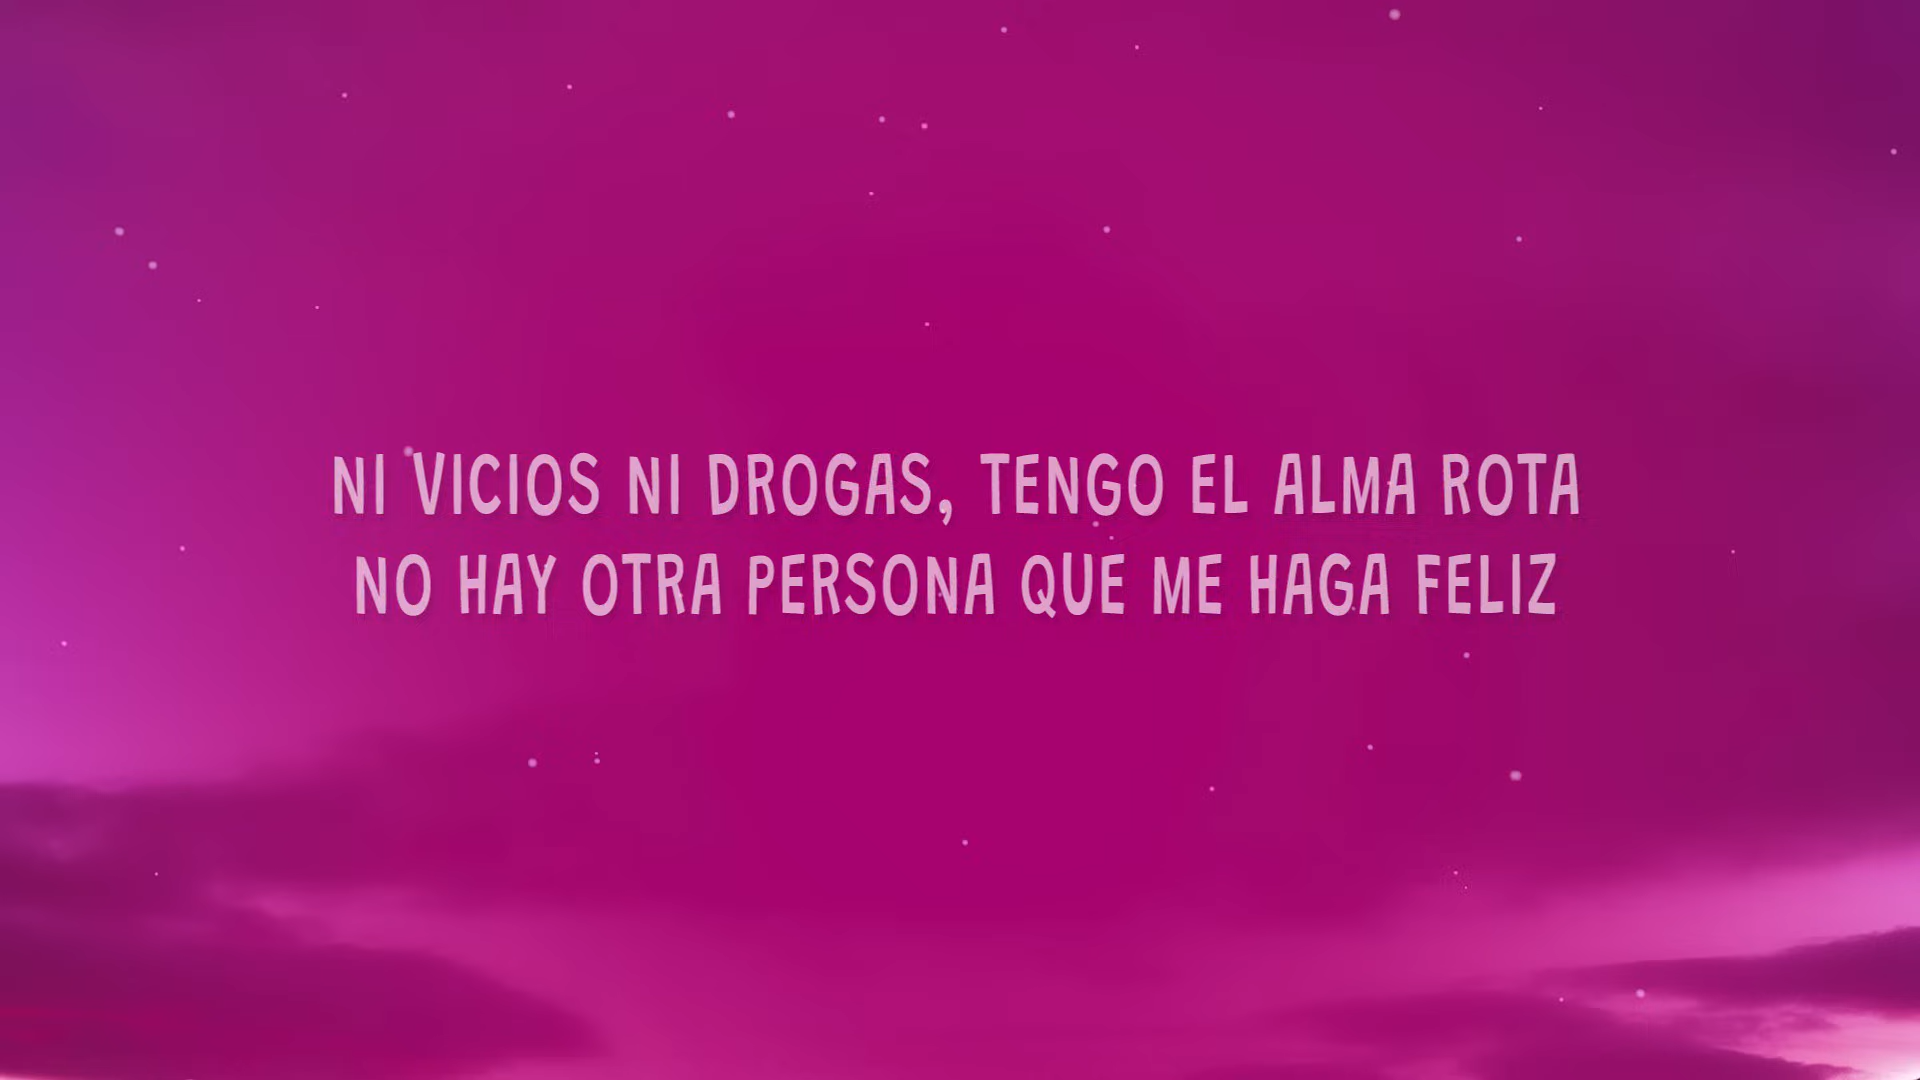 NI VICIOS NI DROGAS, TENGO EL ALMA ROTA
NO HAY OTRA PERSONA QUE ME HAGA FELIZ